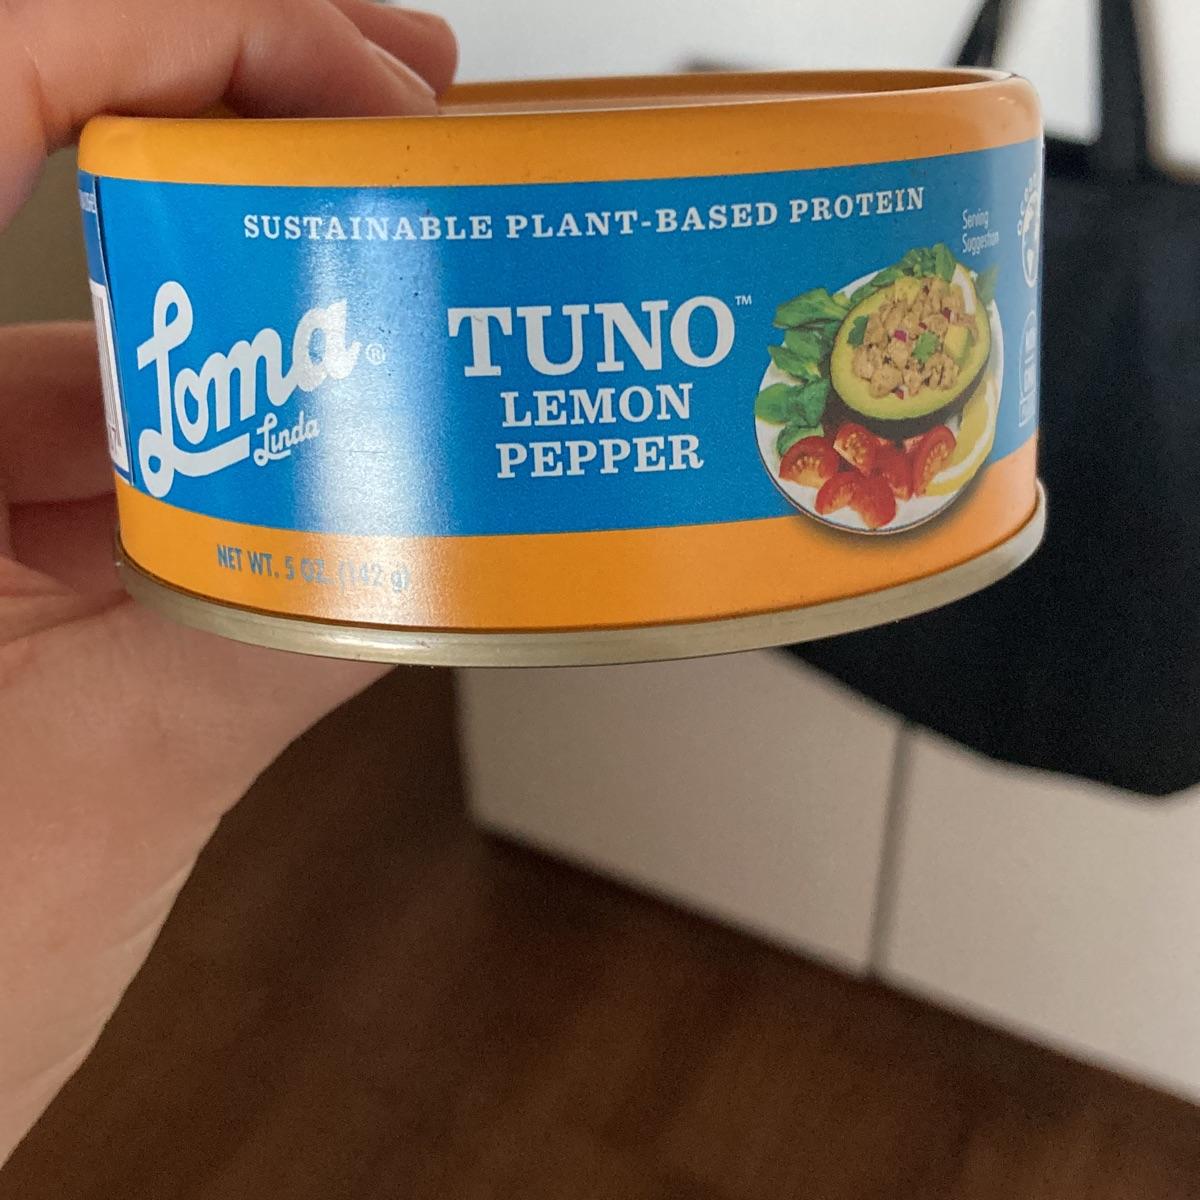 SUSTAINABLE PLANT-BASED PROTEIN
Serving
Suggestion
Loma®
Linda
TUNO™
LEMON
PEPPER
NET WT. 5 OZ. (142 g)